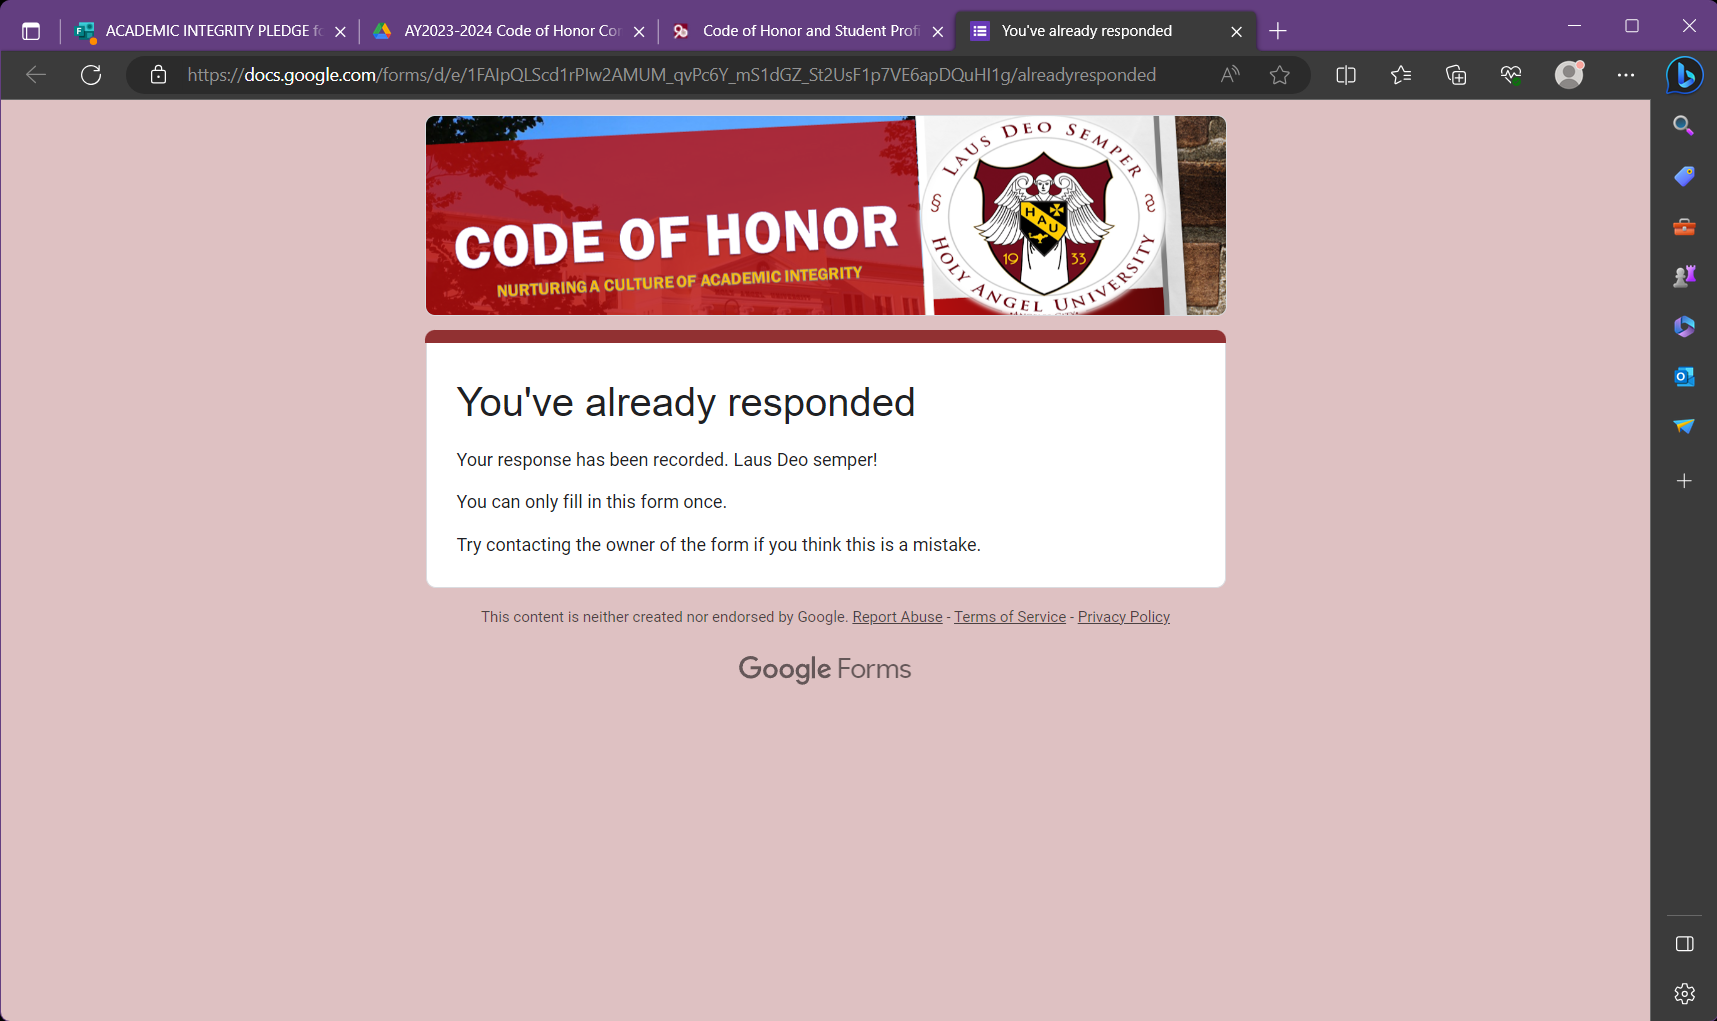 ACADEMIC INTEGRITY PLEDGE fo
AY2023-2024 Code of Honor Cor
Code of Honor and Student Profi
You've already responded
https://docs.google.com/forms/d/e/1FAIpQLScd1rPIw2AMUM_qvPc6Y_mS1dGZ_St2UsF1p7VE6apDQuHI1g/alreadyresponded
CODE OF HONOR
NURTURING A CULTURE OF ACADEMIC INTEGRITY
LAUS DEO SEMPER
HAU
19 33
HOLY ANGEL UNIVERSITY
You've already responded
Your response has been recorded. Laus Deo semper!
You can only fill in this form once.
Try contacting the owner of the form if you think this is a mistake.
This content is neither created nor endorsed by Google. Report Abuse - Terms of Service - Privacy Policy
Google Forms